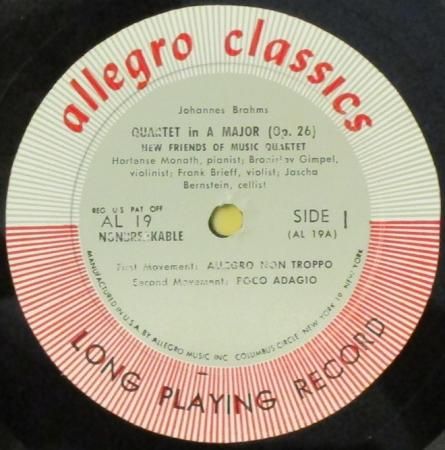 allegro classics
Johannes Brahms
QUARTET in A MAJOR (Op. 26)
NEW FRIENDS OF MUSIC QUARTET
Hortense Monath, pianist; Bronislav Gimpel,
violinist; Frank Brieff, violist; Jascha
Bernstein, cellist
REG U S PAT OFF
AL 19
NONBREAKABLE
SIDE 1
(AL 19A)
First Movement: ALLEGRO NON TROPPO
Second Movement: POCO ADAGIO
MANUFACTURED IN U.S.A. BY ALLEGRO MUSIC INC COLUMBUS CIRCLE, NEW YORK 19 NEW YORK
LONG PLAYING RECORD